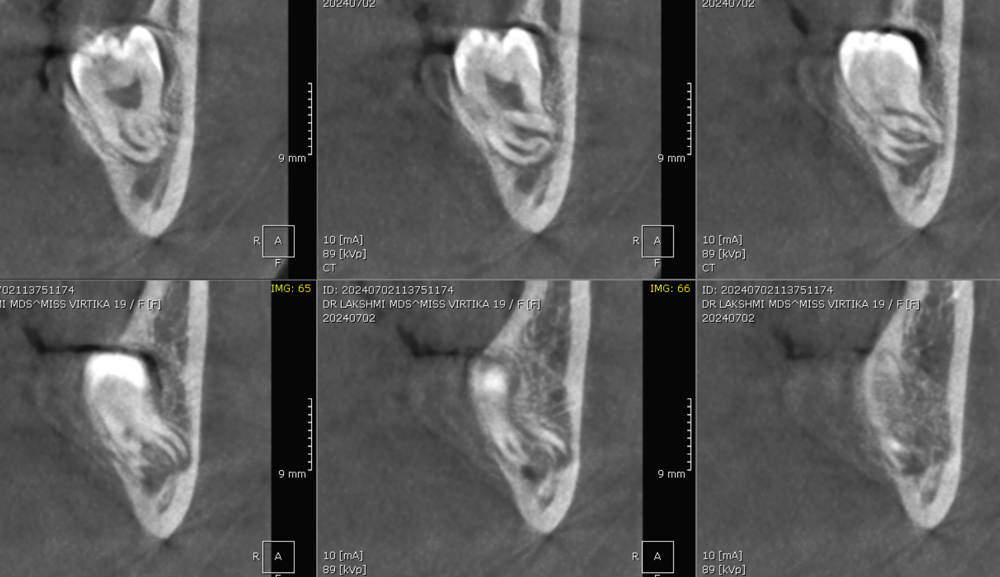 20240702
20240702
9 mm
9 mm
R A
F
10 [mA]
89 [kVp]
CT
R A
F
10 [mA]
89 [kVp]
CT
702113751174
IMG: 65
MI MDS^MISS VIRTIKA 19 / F [F]
ID: 20240702113751174
IMG: 66
DR LAKSHMI MDS^MISS VIRTIKA 19 / F [F]
20240702
ID: 20240702113751174
DR LAKSHMI MDS^MISS VIRTIKA 19 / F [F]
20240702
9 mm
9 mm
R A
10 [mA]
89 [kVp]
R A
10 [mA]
89 [kVp]